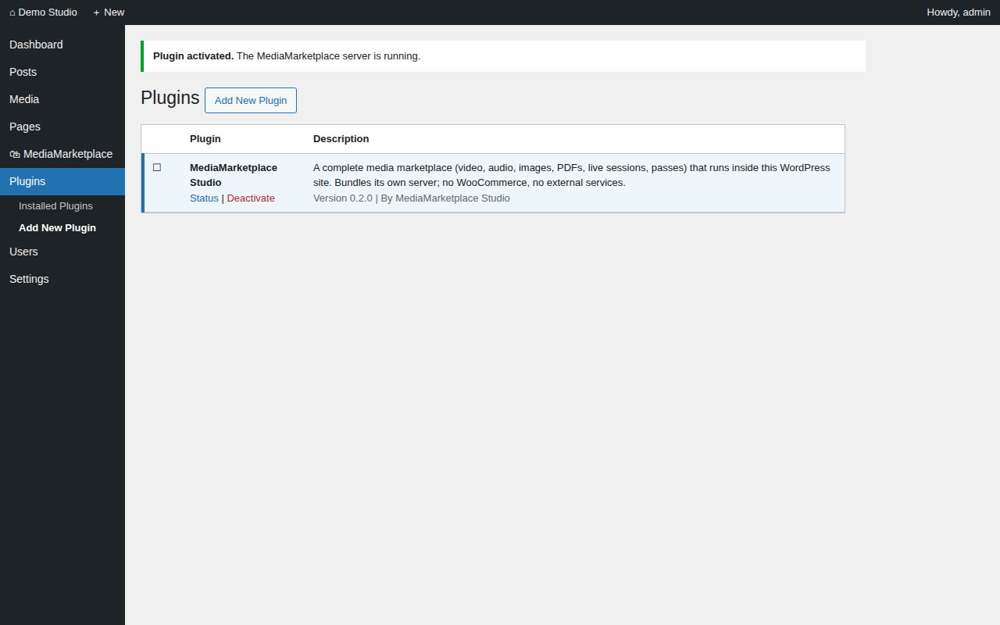 ⌂ Demo Studio + New Howdy, admin
Dashboard
Posts
Media
Pages
🛍 MediaMarketplace
Plugins
Installed Plugins
Add New Plugin
Users
Settings
Plugin activated. The MediaMarketplace server is running.
Plugins Add New Plugin
Plugin Description
☐ MediaMarketplace
Studio
Status | Deactivate
A complete media marketplace (video, audio, images, PDFs, live sessions, passes) that runs inside this WordPress
site. Bundles its own server; no WooCommerce, no external services.
Version 0.2.0 | By MediaMarketplace Studio